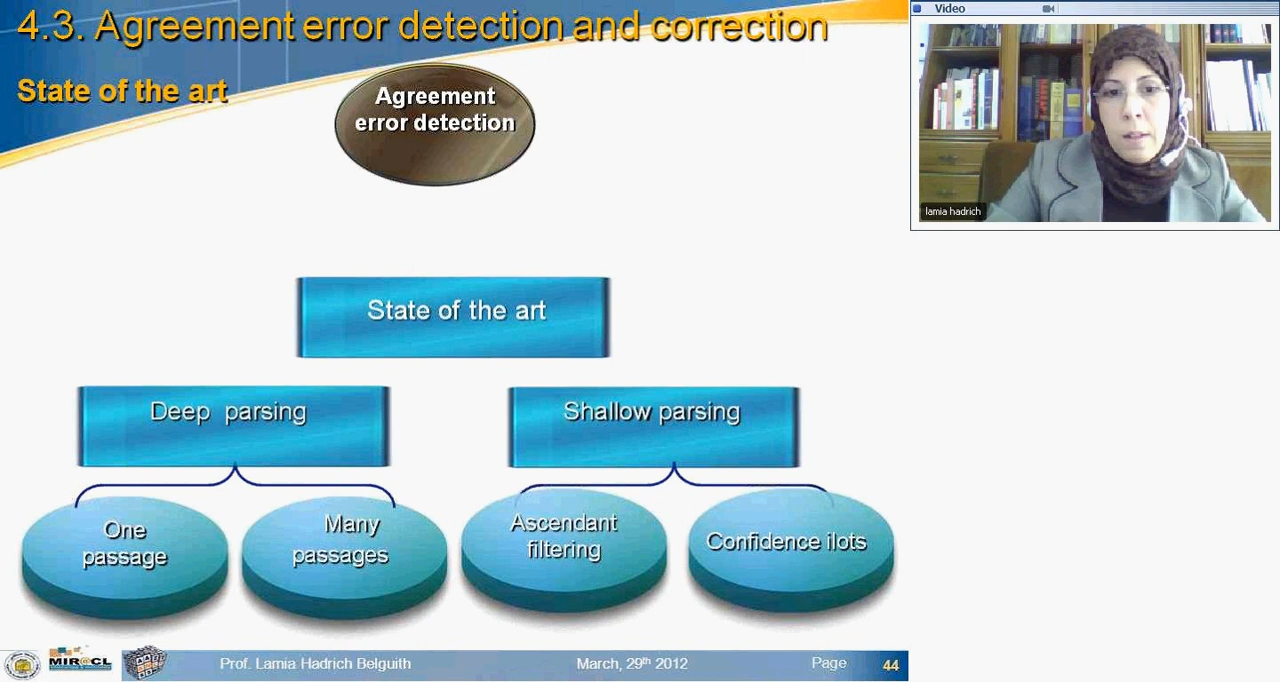 4.3. Agreement error detection and correction
State of the art
Agreement
error detection
State of the art
Deep parsing
Shallow parsing
One
passage
Many
passages
Ascendant
filtering
Confidence ilots
MIR@CL
Prof. Lamia Hadrich Belguith
March, 29th 2012
Page
44
Video
lamia hadrich